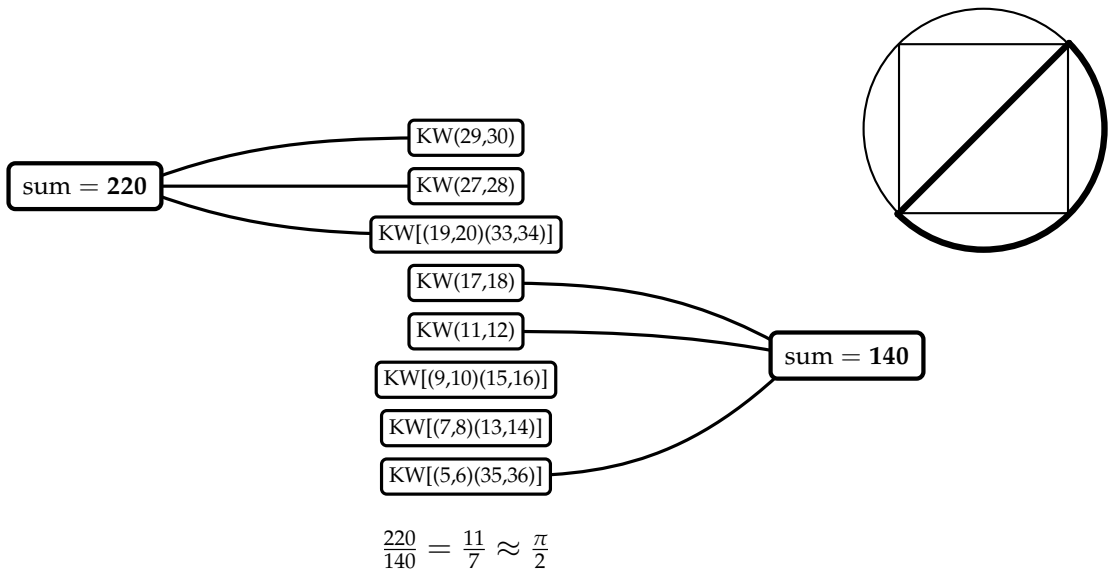 KW(29,30)
sum = 220
KW(27,28)
KW[(19,20)(33,34)]
KW(17,18)
KW(11,12)
sum = 140
KW[(9,10)(15,16)]
KW[(7,8)(13,14)]
KW[(5,6)(35,36)]
220/140 = 11/7 ≈ π/2